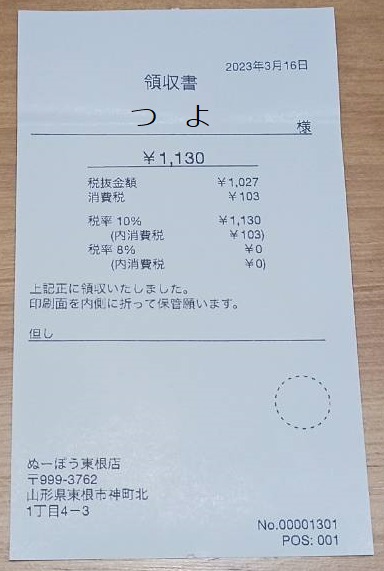 2023年3月16日
領収書
つ よ 様
¥1,130
税抜金額 ¥1,027
消費税 ¥103
税率 10% ¥1,130
(内消費税 ¥103)
税率 8% ¥0
(内消費税 ¥0)
上記正に領収いたしました。
印刷面を内側に折って保管願います。
但し
ぬーぼう東根店
〒999-3762
山形県東根市神町北
1丁目4-3
No.00001301
POS: 001